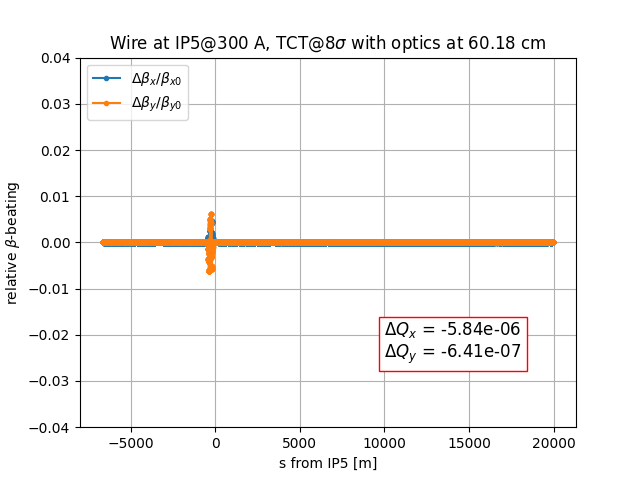 Wire at IP5@300 A, TCT@8σ with optics at 60.18 cm
0.04
0.03
0.02
0.01
0.00
−0.01
−0.02
−0.03
−0.04
relative β-beating
Δβx/βx0
Δβy/βy0
ΔQx = -5.84e-06
ΔQy = -6.41e-07
−5000 0 5000 10000 15000 20000
s from IP5 [m]